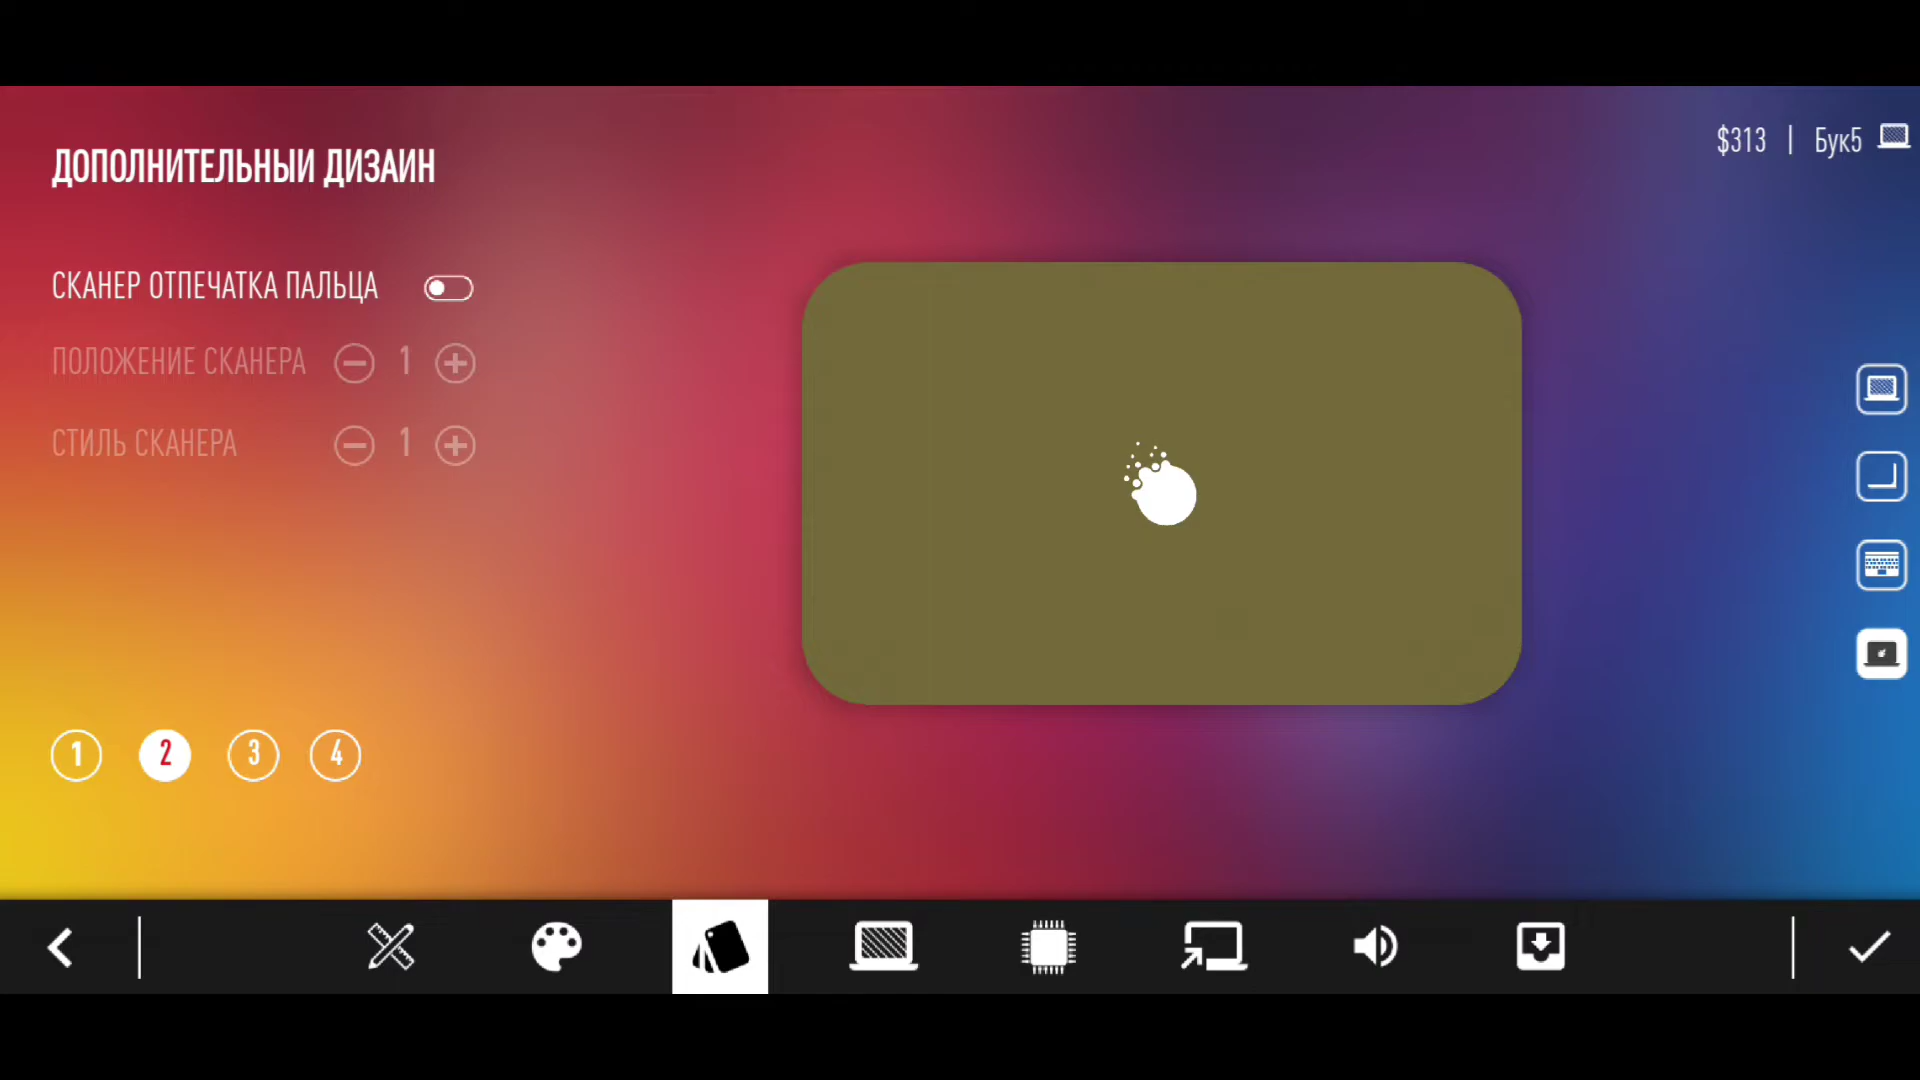 ДОПОЛНИТЕЛЬНЫЙ ДИЗАЙН
$313 | Бук5
СКАНЕР ОТПЕЧАТКА ПАЛЬЦА
ПОЛОЖЕНИЕ СКАНЕРА 1
СТИЛЬ СКАНЕРА 1
1 2 3 4